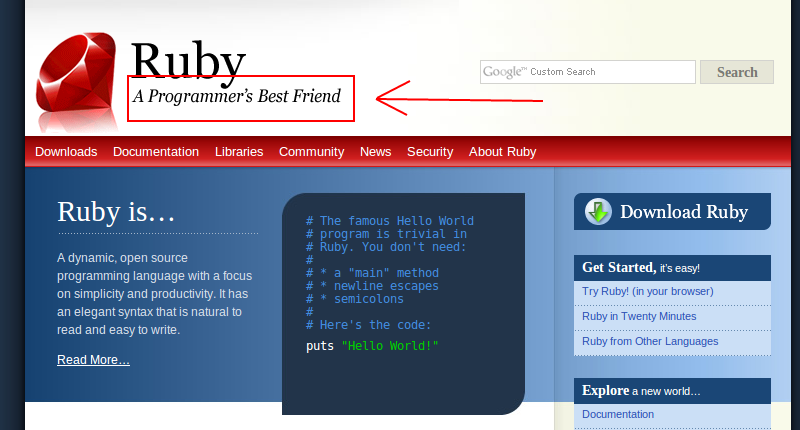 Ruby
A Programmer's Best Friend
Google™ Custom Search
Search
Downloads Documentation Libraries Community News Security About Ruby
Ruby is…
A dynamic, open source
programming language with a focus
on simplicity and productivity. It has
an elegant syntax that is natural to
read and easy to write.
Read More…
# The famous Hello World
# program is trivial in
# Ruby. You don't need:
#
# * a "main" method
# * newline escapes
# * semicolons
#
# Here's the code:
puts "Hello World!"
Download Ruby
Get Started, it's easy!
Try Ruby! (in your browser)
Ruby in Twenty Minutes
Ruby from Other Languages
Explore a new world…
Documentation